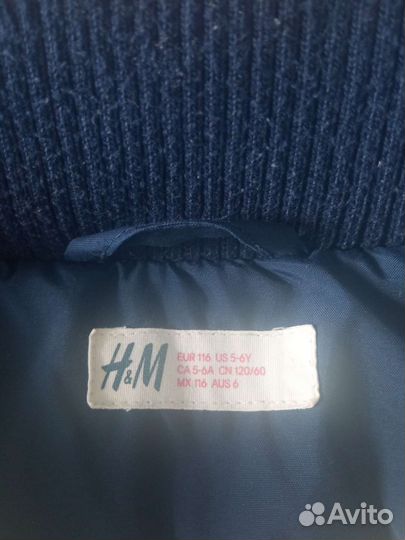 H&M
EUR 116 US 5-6Y
CA 5-6A CN 120/60
MX 116 AUS 6
Avito